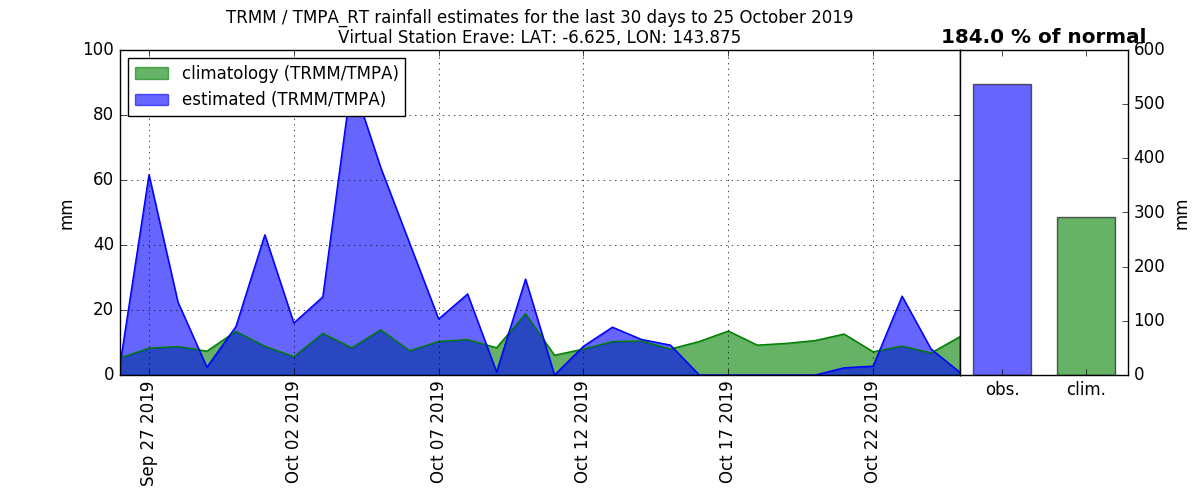 TRMM / TMPA_RT rainfall estimates for the last 30 days to 25 October 2019
Virtual Station Erave: LAT: -6.625, LON: 143.875
184.0 % of normal
climatology (TRMM/TMPA)
estimated (TRMM/TMPA)
100
80
60
40
20
0
mm
Sep 27 2019
Oct 02 2019
Oct 07 2019
Oct 12 2019
Oct 17 2019
Oct 22 2019
600
500
400
300
200
100
0
mm
obs.
clim.